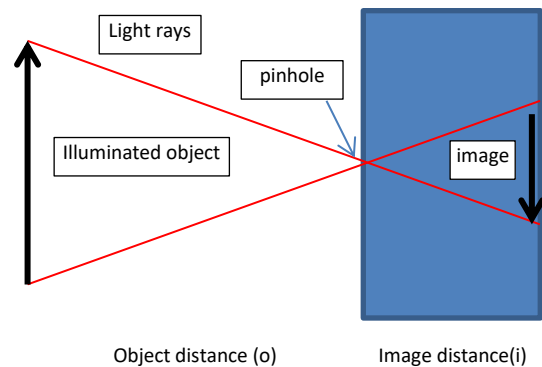 Light rays
pinhole
Illuminated object
image
Object distance (o)
Image distance(i)